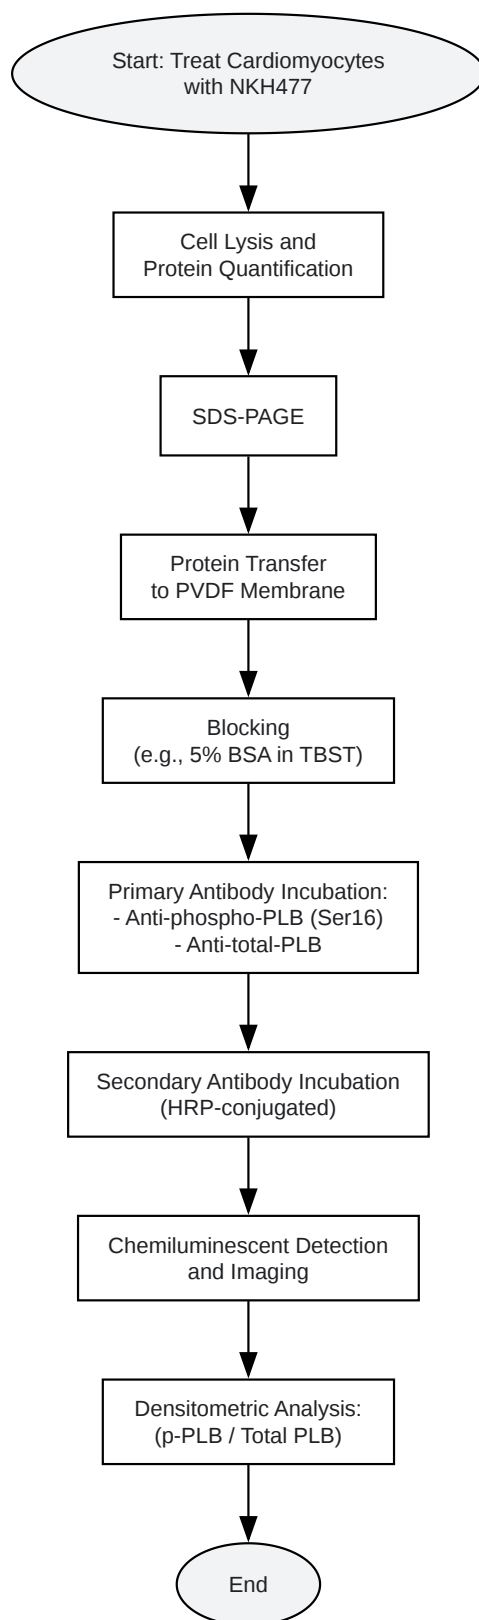 Start: Treat Cardiomyocytes
with NKH477
Cell Lysis and
Protein Quantification
SDS-PAGE
Protein Transfer
to PVDF Membrane
Blocking
(e.g., 5% BSA in TBST)
Primary Antibody Incubation:
- Anti-phospho-PLB (Ser16)
- Anti-total-PLB
Secondary Antibody Incubation
(HRP-conjugated)
Chemiluminescent Detection
and Imaging
Densitometric Analysis:
(p-PLB / Total PLB)
End